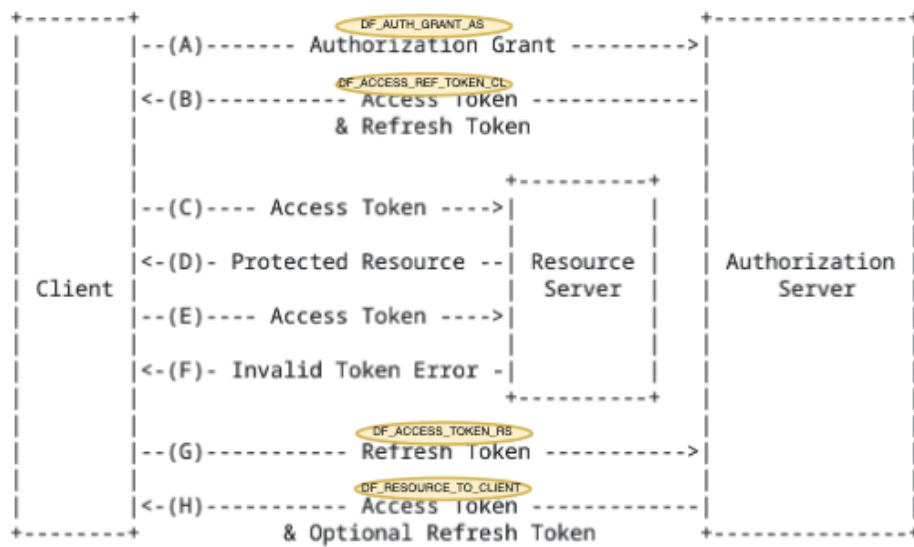 DF_AUTH_GRANT_AS
--(A)------- Authorization Grant --------->
DF_ACCESS_REF_TOKEN_CL
<-(B)----------- Access Token -------------
& Refresh Token
--(C)---- Access Token ---->
<-(D)- Protected Resource --
Resource
Authorization
Client
Server
Server
--(E)---- Access Token ---->
<-(F)- Invalid Token Error -
DF_ACCESS_TOKEN_RS
--(G)----------- Refresh Token ----------->
DF_RESOURCE_TO_CLIENT
<-(H)----------- Access Token -------------
& Optional Refresh Token